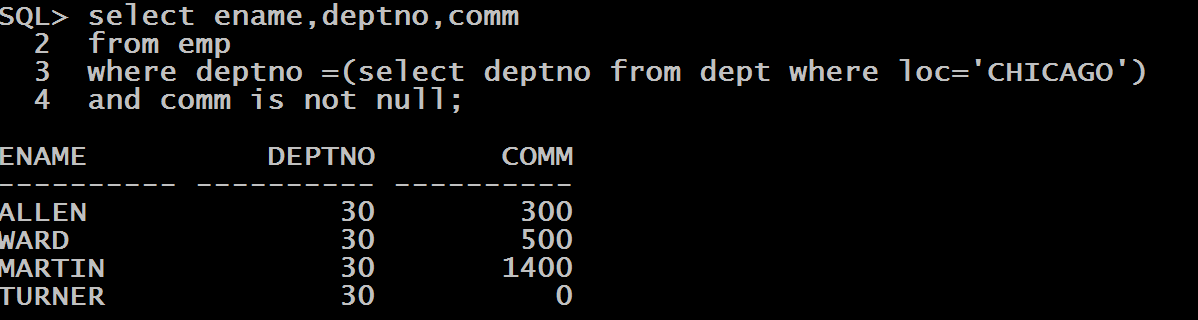 SQL> select ename,deptno,comm
  2  from emp
  3  where deptno =(select deptno from dept where loc='CHICAGO')
  4  and comm is not null;
ENAME          DEPTNO       COMM
---------- ---------- ----------
ALLEN              30        300
WARD               30        500
MARTIN             30       1400
TURNER             30          0